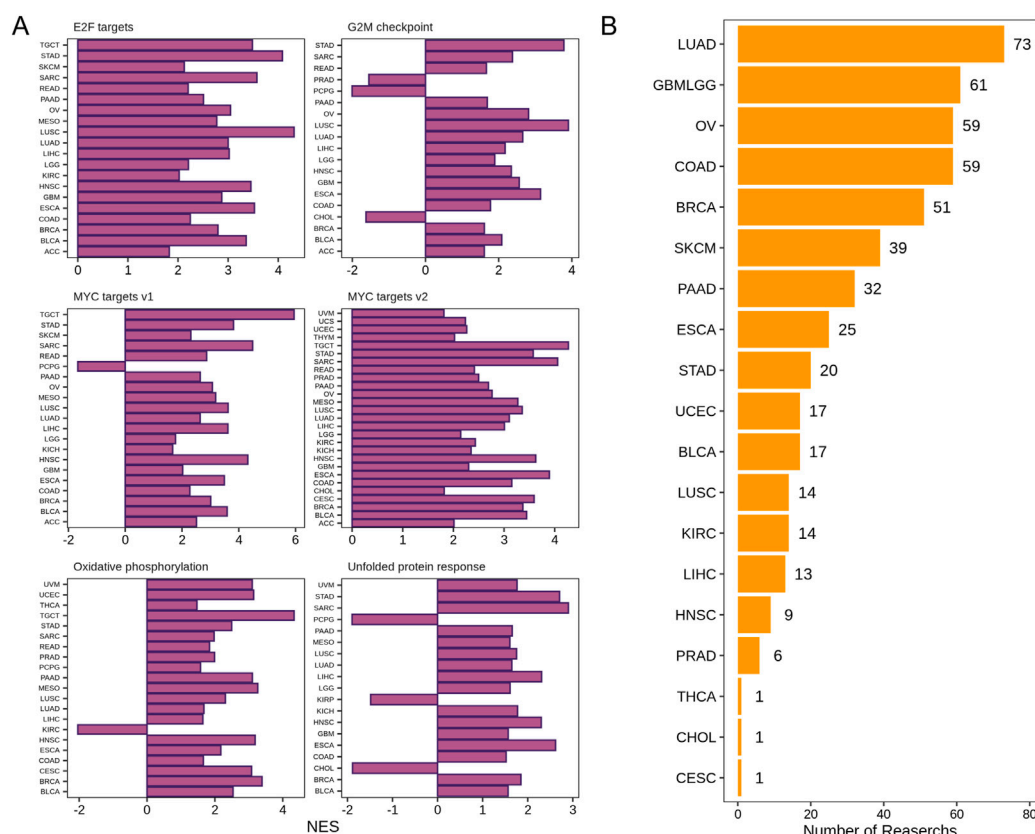 A
E2F targets
TGCT
STAD
SKCM
SARC
READ
PAAD
OV
MESO
LUSC
LUAD
LIHC
LGG
KIRC
HNSC
GBM
ESCA
COAD
BRCA
BLCA
ACC
0 1 2 3 4
G2M checkpoint
STAD
SARC
READ
PRAD
PCPG
PAAD
OV
LUSC
LUAD
LIHC
LGG
HNSC
GBM
ESCA
COAD
CHOL
BRCA
BLCA
ACC
-2 0 2 4
MYC targets v1
TGCT
STAD
SKCM
SARC
READ
PCPG
PAAD
OV
MESO
LUSC
LUAD
LIHC
LGG
KICH
HNSC
GBM
ESCA
COAD
BRCA
BLCA
ACC
-2 0 2 4 6
MYC targets v2
UVM
UCS
UCEC
THYM
TGCT
STAD
SARC
READ
PRAD
PAAD
OV
MESO
LUSC
LUAD
LIHC
LGG
KIRC
KICH
HNSC
GBM
ESCA
COAD
CHOL
CESC
BRCA
BLCA
ACC
0 1 2 3 4
Oxidative phosphorylation
UVM
UCEC
THCA
TGCT
STAD
SARC
READ
PRAD
PCPG
PAAD
MESO
LUSC
LUAD
LIHC
KIRC
HNSC
ESCA
COAD
CESC
BRCA
BLCA
-2 0 2 4
Unfolded protein response
UVM
STAD
SARC
PCPG
PAAD
MESO
LUSC
LUAD
LIHC
LGG
KIRP
KICH
HNSC
GBM
ESCA
COAD
CHOL
BRCA
BLCA
-2 -1 0 1 2 3
NES
B
LUAD 73
GBMLGG 61
OV 59
COAD 59
BRCA 51
SKCM 39
PAAD 32
ESCA 25
STAD 20
UCEC 17
BLCA 17
LUSC 14
KIRC 14
LIHC 13
HNSC 9
PRAD 6
THCA 1
CHOL 1
CESC 1
0 20 40 60 80
Number of Reaserchs